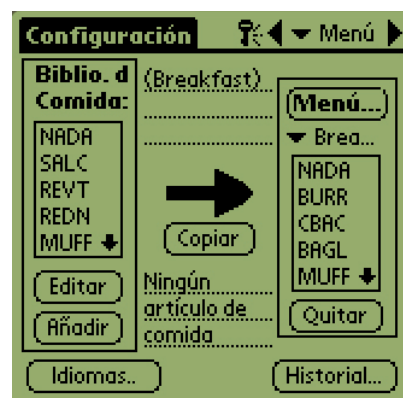 Configuración
Menú
Biblio. d
Comida:
NADA
SALC
REVT
REDN
MUFF
Editar
Añadir
(Breakfast)
Copiar
Ningún
artículo de
comida
(Menú...)
Brea...
NADA
BURR
CBAC
BAGL
MUFF
Quitar
Idiomas..
Historial...